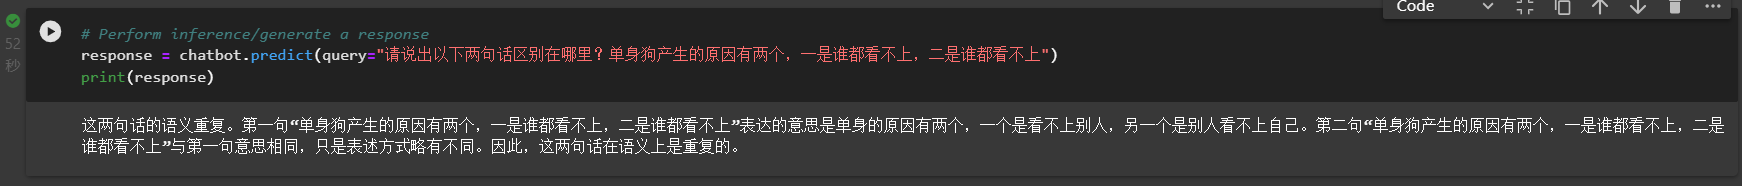 Code
52
秒
# Perform inference/generate a response
response = chatbot.predict(query="请说出以下两句话区别在哪里？单身狗产生的原因有两个，一是谁都看不上，二是谁都看不上")
print(response)
这两句话的语义重复。第一句“单身狗产生的原因有两个，一是谁都看不上，二是谁都看不上”表达的意思是单身的原因有两个，一个是看不上别人，另一个是别人看不上自己。第二句“单身狗产生的原因有两个，一是谁都看不上，二是
谁都看不上”与第一句意思相同，只是表述方式略有不同。因此，这两句话在语义上是重复的。